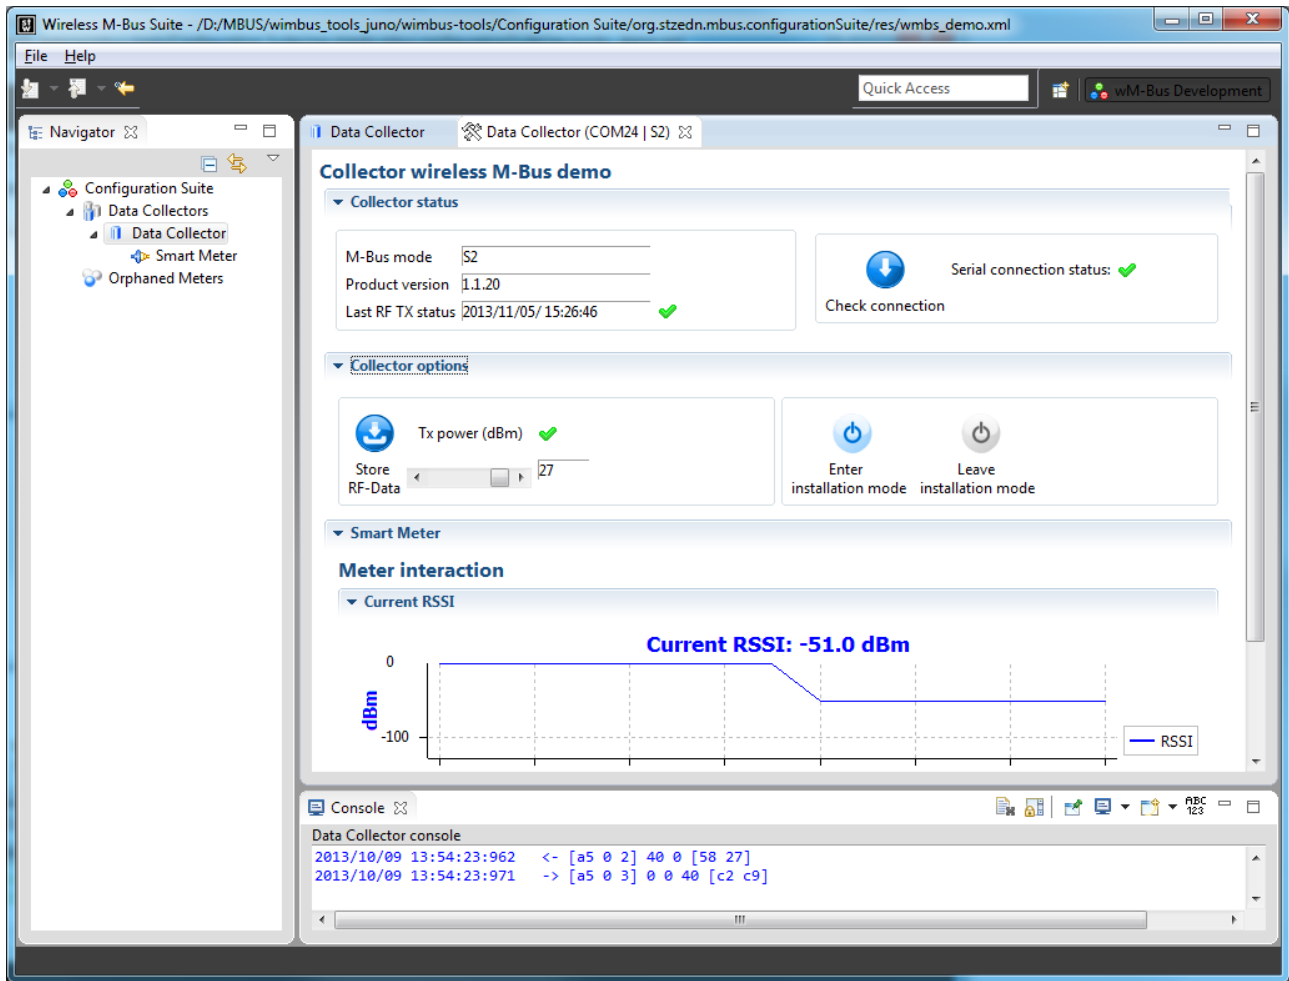 Wireless M-Bus Suite - /D:/MBUS/wimbus_tools_juno/wimbus-tools/Configuration Suite/org.stzedn.mbus.configurationSuite/res/wmbs_demo.xml
File Help
Quick Access
wM-Bus Development
Navigator
Configuration Suite
Data Collectors
Data Collector
Smart Meter
Orphaned Meters
Data Collector
Data Collector (COM24 | S2)
Collector wireless M-Bus demo
Collector status
M-Bus mode S2
Product version 1.1.20
Last RF TX status 2013/11/05/ 15:26:46
Check connection
Serial connection status:
Collector options
Tx power (dBm)
Store
RF-Data
27
Enter
installation mode
Leave
installation mode
Smart Meter
Meter interaction
Current RSSI
Current RSSI: -51.0 dBm
0
dBm
-100
RSSI
Console
ABC
123
Data Collector console
2013/10/09 13:54:23:962 <- [a5 0 2] 40 0 [58 27]
2013/10/09 13:54:23:971 -> [a5 0 3] 0 0 40 [c2 c9]